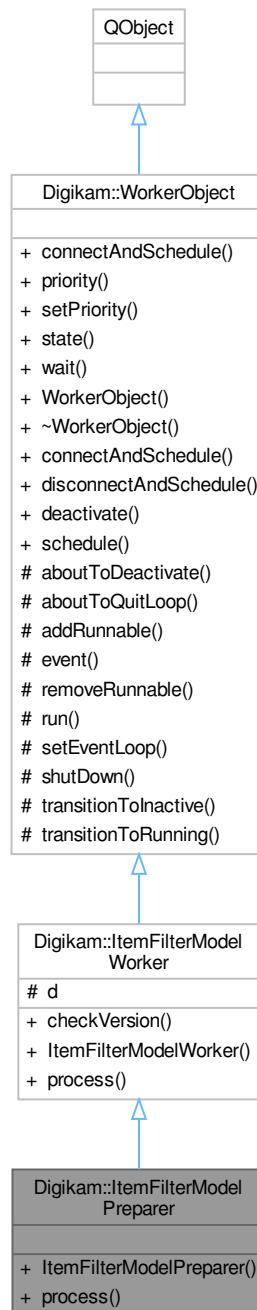 QObject
Digikam::WorkerObject
+ connectAndSchedule()
+ priority()
+ setPriority()
+ state()
+ wait()
+ WorkerObject()
+ ~WorkerObject()
+ connectAndSchedule()
+ disconnectAndSchedule()
+ deactivate()
+ schedule()
# aboutToDeactivate()
# aboutToQuitLoop()
# addRunnable()
# event()
# removeRunnable()
# run()
# setEventLoop()
# shutDown()
# transitionToInactive()
# transitionToRunning()
Digikam::ItemFilterModel
Worker
# d
+ checkVersion()
+ ItemFilterModelWorker()
+ process()
Digikam::ItemFilterModel
Preparer
+ ItemFilterModelPreparer()
+ process()